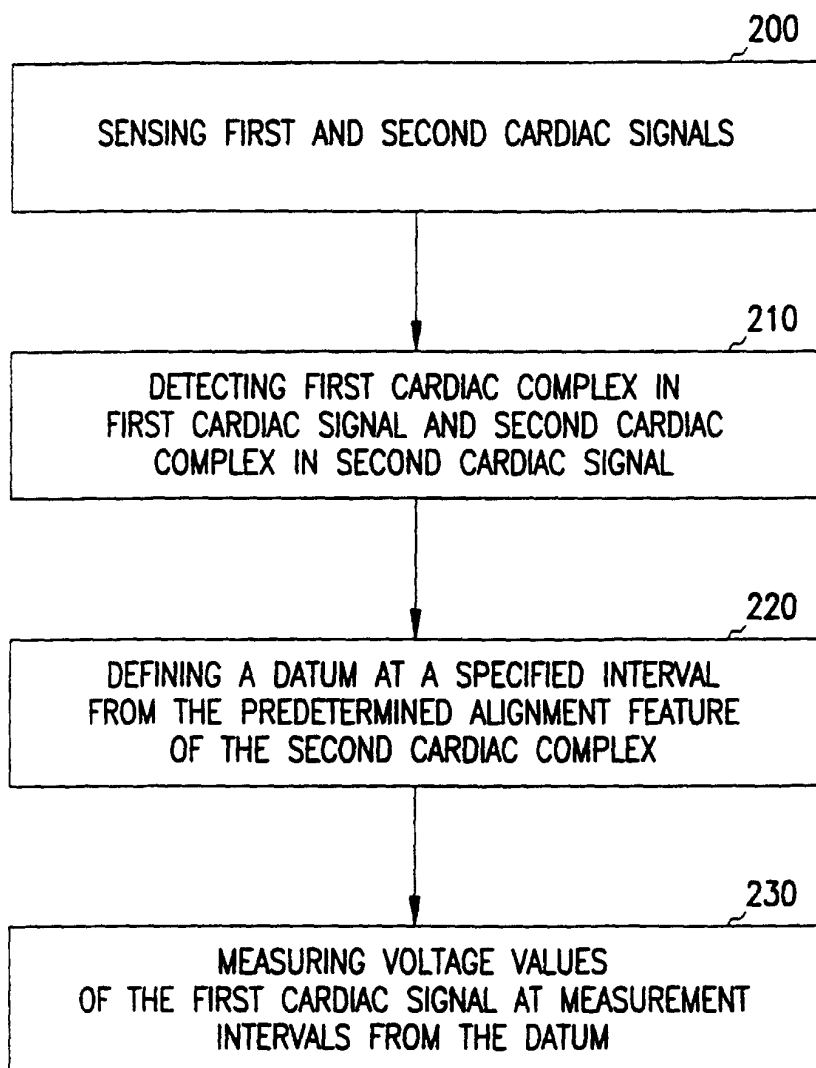 200
SENSING FIRST AND SECOND CARDIAC SIGNALS
210
DETECTING FIRST CARDIAC COMPLEX IN
FIRST CARDIAC SIGNAL AND SECOND CARDIAC
COMPLEX IN SECOND CARDIAC SIGNAL
220
DEFINING A DATUM AT A SPECIFIED INTERVAL
FROM THE PREDETERMINED ALIGNMENT FEATURE
OF THE SECOND CARDIAC COMPLEX
230
MEASURING VOLTAGE VALUES
OF THE FIRST CARDIAC SIGNAL AT MEASUREMENT
INTERVALS FROM THE DATUM